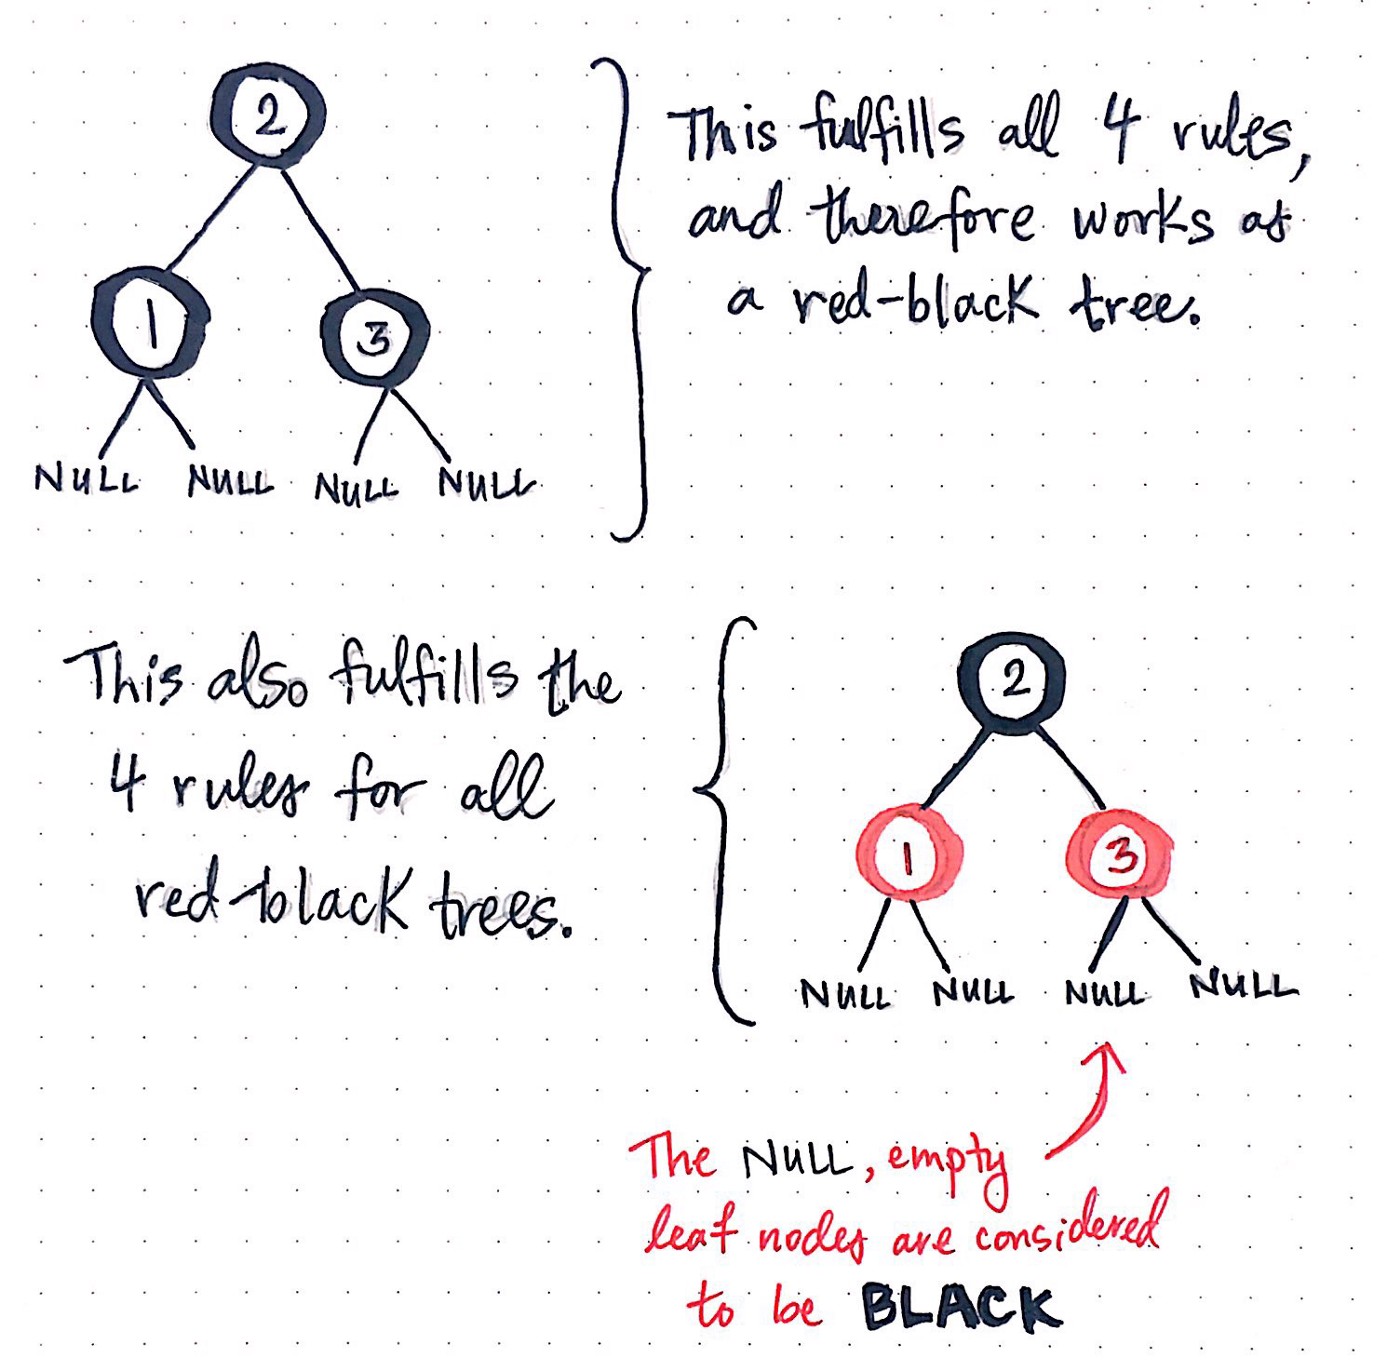 2
This fulfills all 4 rules,
and therefore works as
a red-black tree.
1 3
NULL NULL NULL NULL
This also fulfills the
4 rules for all
red-black trees.
2
1 3
NULL NULL NULL NULL
The NULL, empty
leaf nodes are considered
to be BLACK